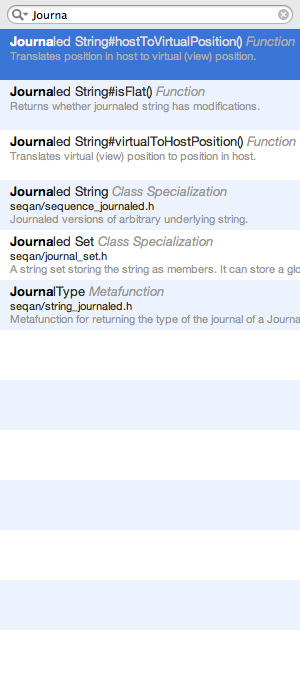 Journa
Journaled String#hostToVirtualPosition() Function
Translates position in host to virtual (view) position.
Journaled String#isFlat() Function
Returns whether journaled string has modifications.
Journaled String#virtualToHostPosition() Function
Translates virtual (view) position to position in host.
Journaled String Class Specialization
seqan/sequence_journaled.h
Journaled versions of arbitrary underlying string.
Journaled Set Class Specialization
seqan/journal_set.h
A string set storing the string as members. It can store a glo
JournalType Metafunction
seqan/string_journaled.h
Metafunction for returning the type of the journal of a Journa